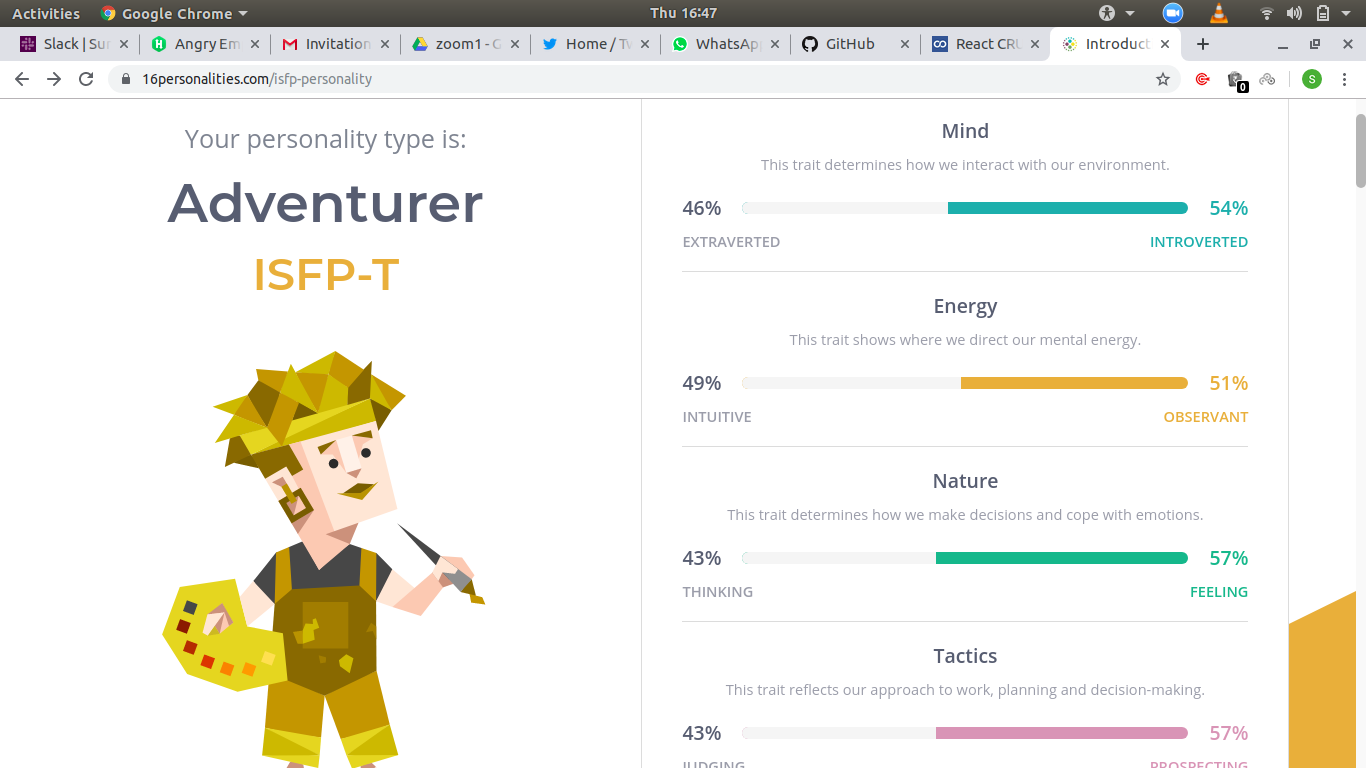 Activities Google Chrome Thu 16:47
Slack | Sur Angry Em Invitation zoom1 - G Home / Tw WhatsApp GitHub React CRU Introduct
16personalities.com/isfp-personality
0 S
Your personality type is:
Adventurer
ISFP-T
Mind
This trait determines how we interact with our environment.
46% 54%
EXTRAVERTED INTROVERTED
Energy
This trait shows where we direct our mental energy.
49% 51%
INTUITIVE OBSERVANT
Nature
This trait determines how we make decisions and cope with emotions.
43% 57%
THINKING FEELING
Tactics
This trait reflects our approach to work, planning and decision-making.
43% 57%
JUDGING PROSPECTING